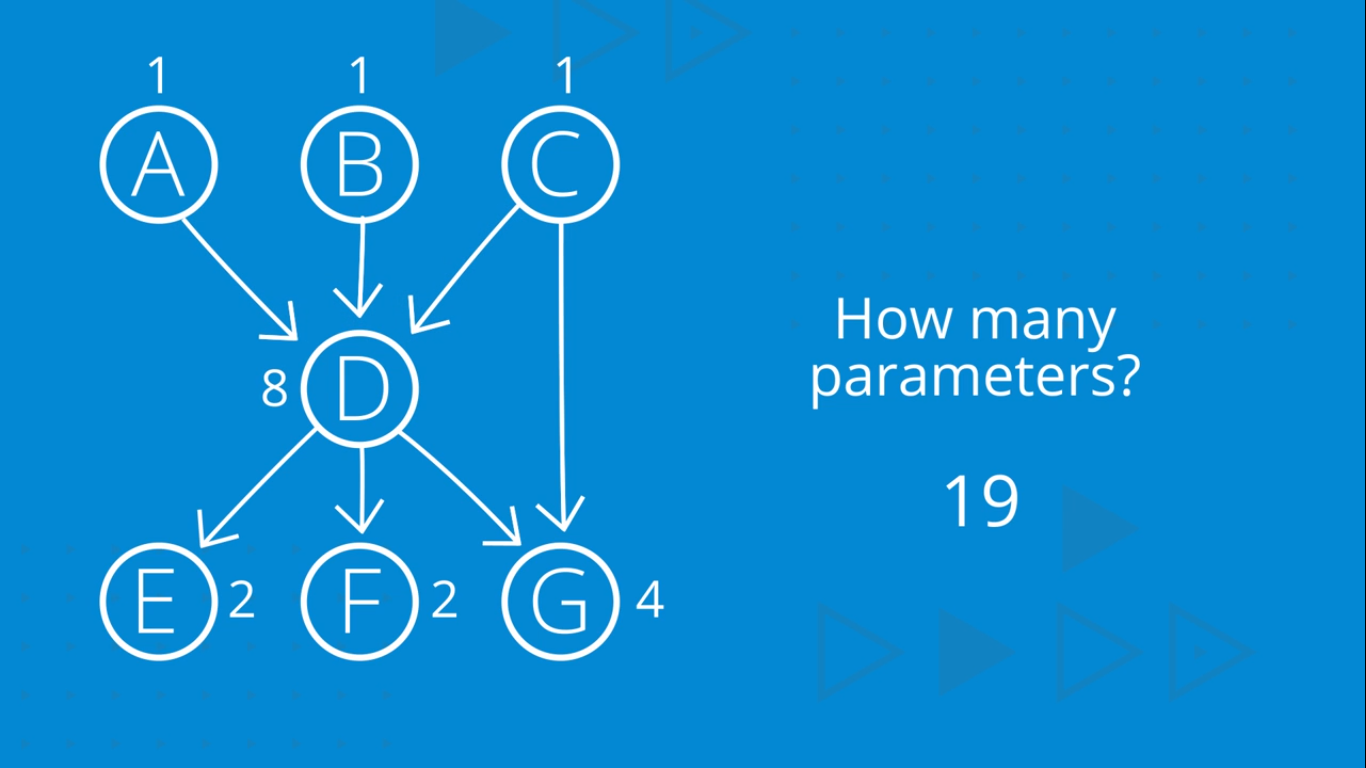 1 1 1
A B C
8 D
E 2 F 2 G 4
How many
parameters?
19